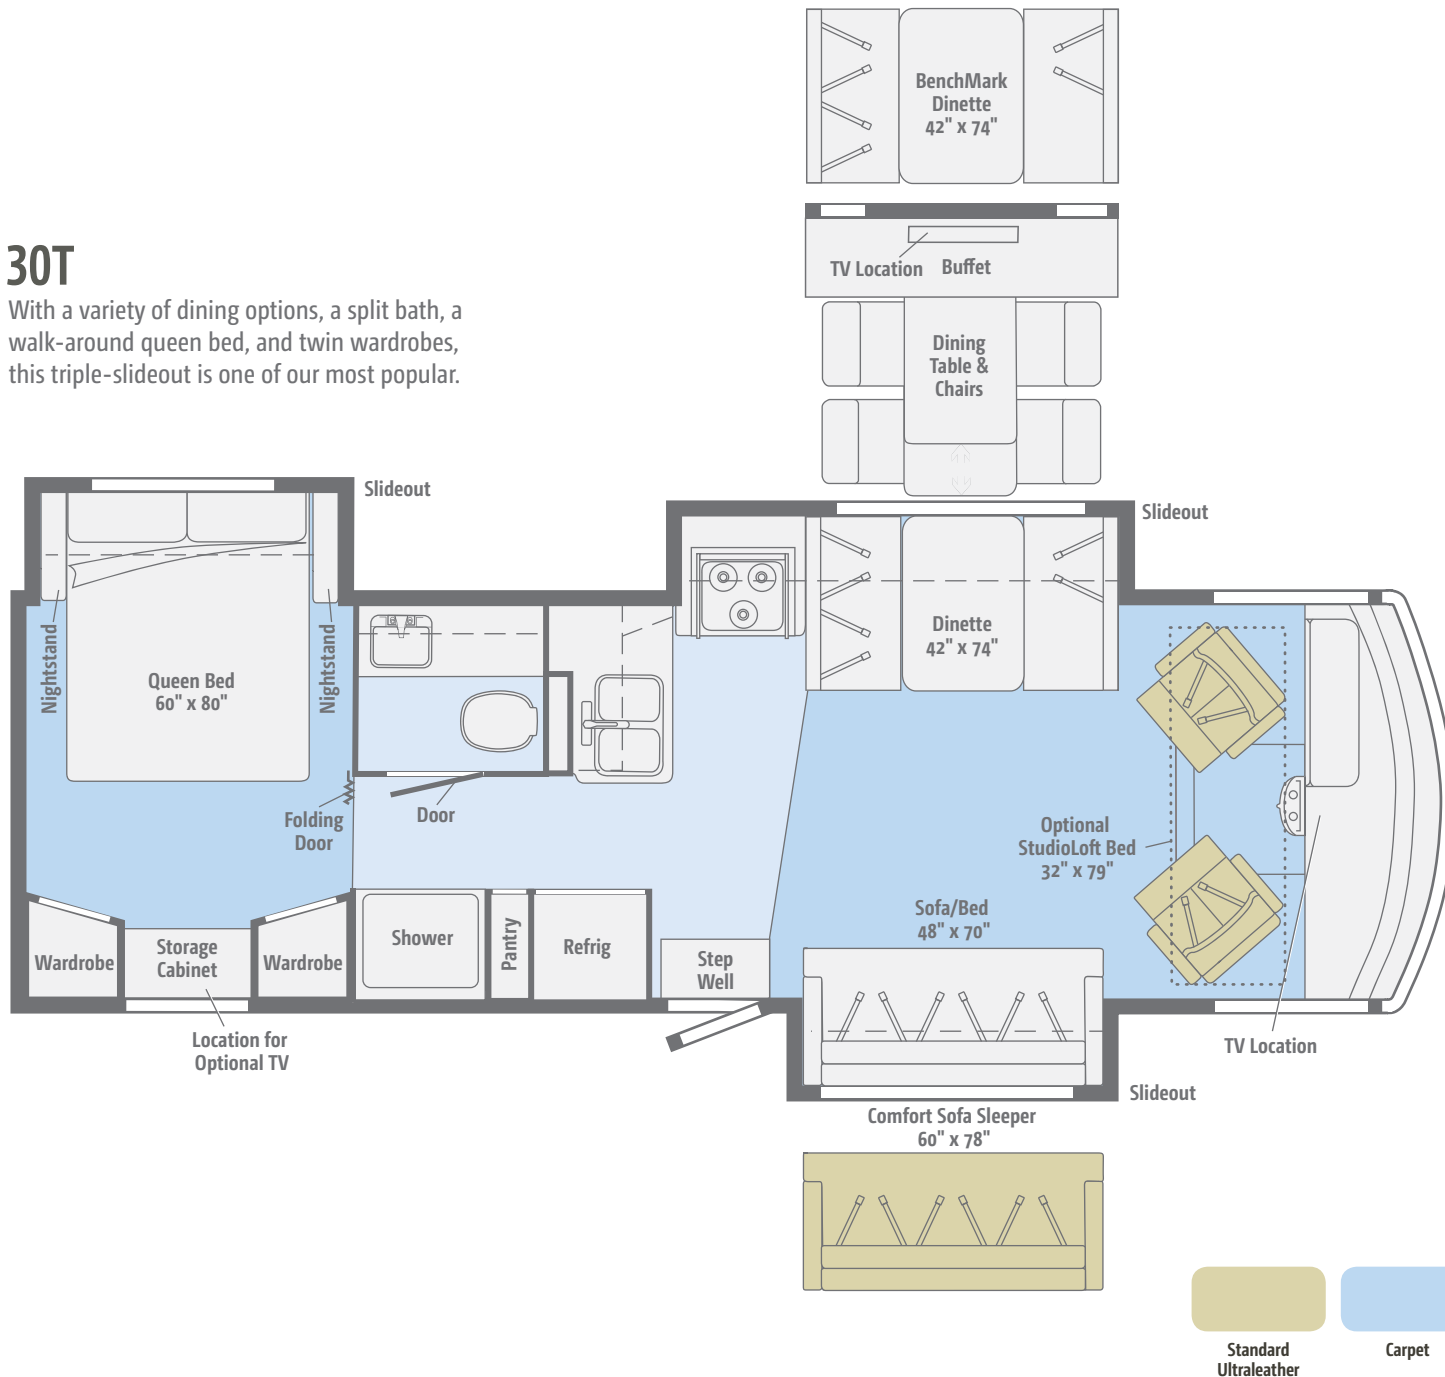 BenchMark
Dinette
42" x 74"
TV Location
Buffet
30T
With a variety of dining options, a split bath, a
walk-around queen bed, and twin wardrobes,
this triple-slideout is one of our most popular.
Dining
Table &
Chairs
Slideout
Slideout
Nightstand
Queen Bed
60" x 80"
Nightstand
Dinette
42" x 74"
Folding
Door
Door
Optional
StudioLoft Bed
32" x 79"
Wardrobe
Storage
Cabinet
Wardrobe
Shower
Pantry
Refrig
Step
Well
Sofa/Bed
48" x 70"
Location for
Optional TV
TV Location
Slideout
Comfort Sofa Sleeper
60" x 78"
Standard
Ultraleather
Carpet